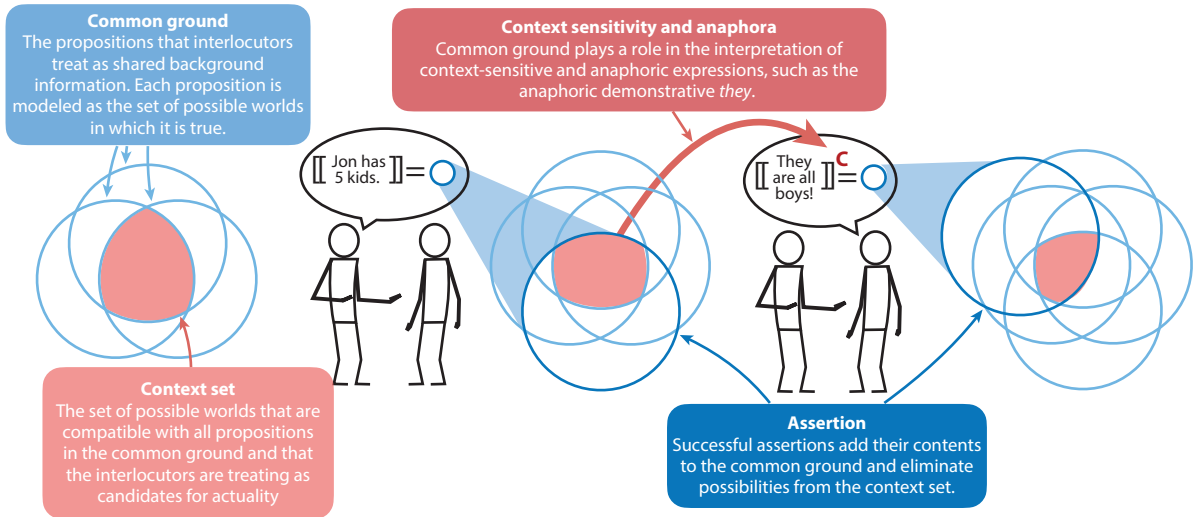 Common ground
The propositions that interlocutors
treat as shared background
information. Each proposition is
modeled as the set of possible worlds
in which it is true.
Context sensitivity and anaphora
Common ground plays a role in the interpretation of
context-sensitive and anaphoric expressions, such as the
anaphoric demonstrative they.
⟦ Jon has
5 kids. ⟧ =
⟦ They
are all
boys! ⟧ᶜ =
Context set
The set of possible worlds that are
compatible with all propositions
in the common ground and that
the interlocutors are treating as
candidates for actuality
Assertion
Successful assertions add their contents
to the common ground and eliminate
possibilities from the context set.